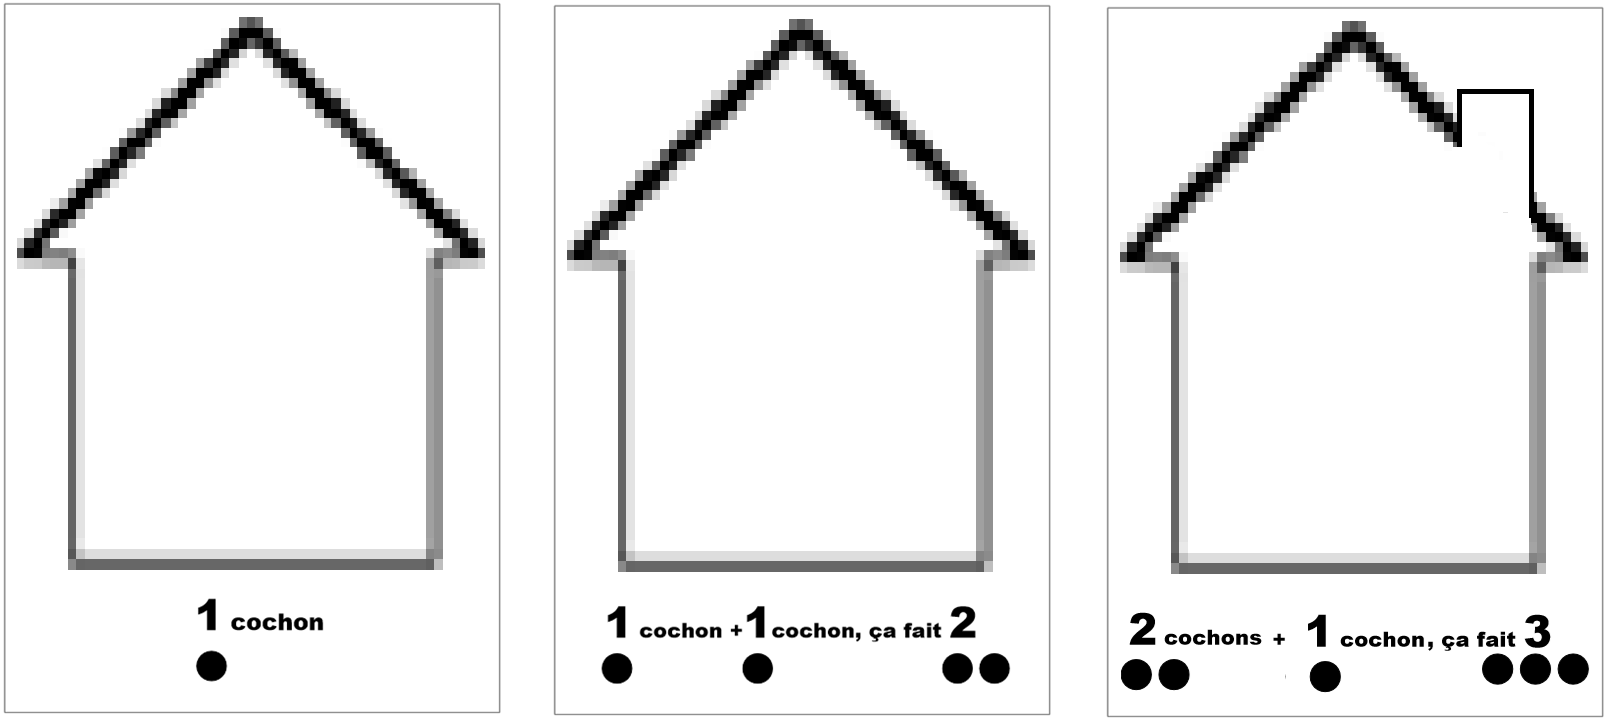 1 cochon
1 cochon + 1 cochon, ça fait 2
2 cochons + 1 cochon, ça fait 3